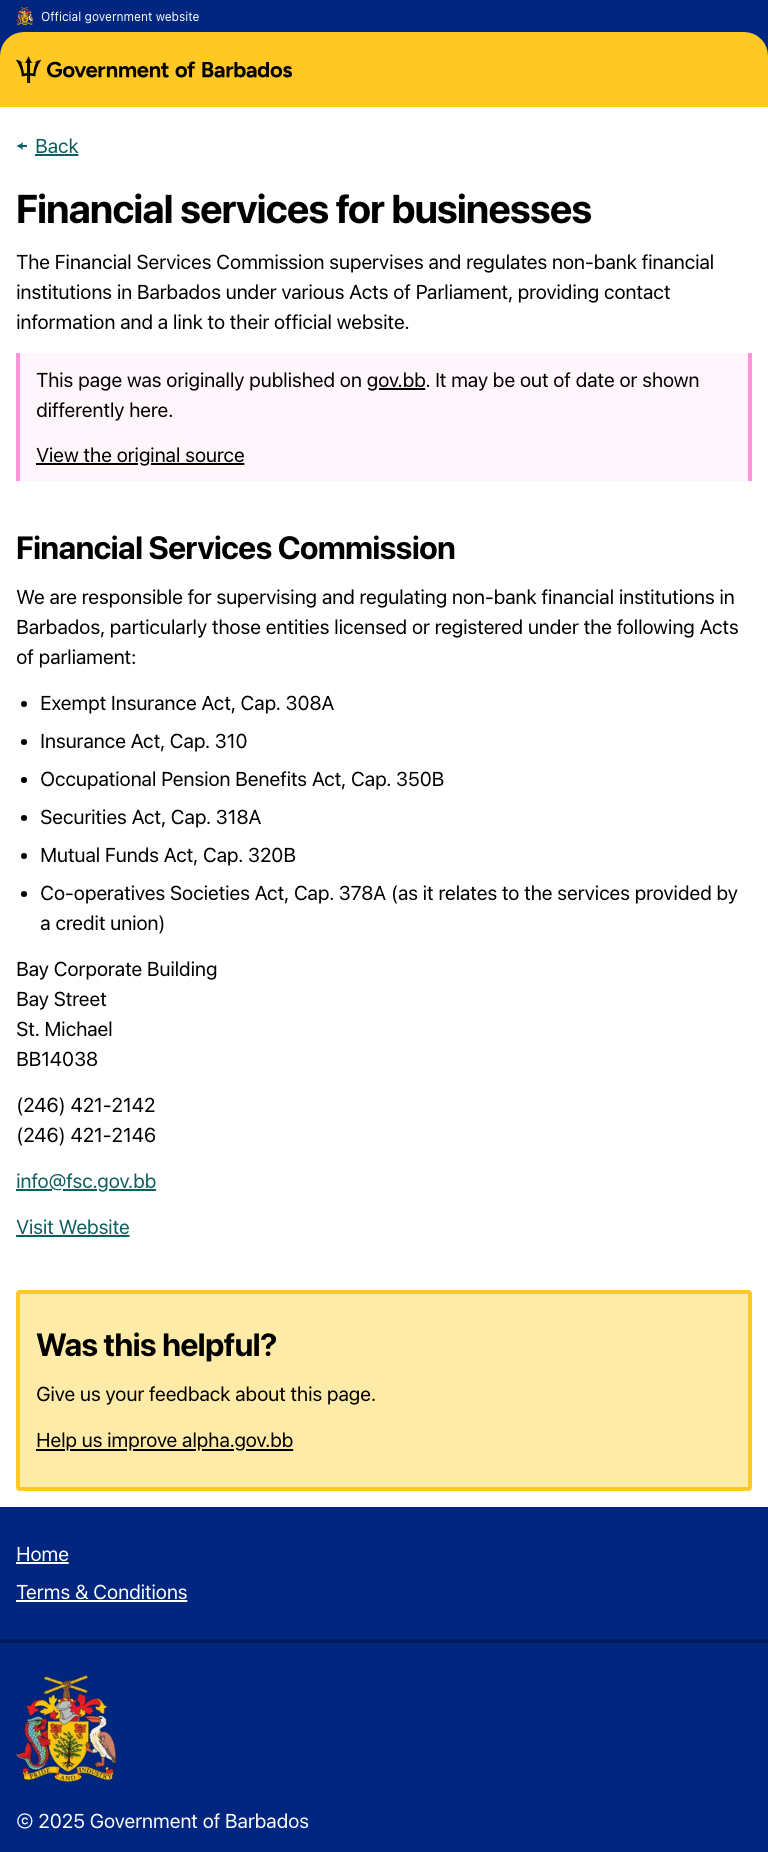 Official government website
Government of Barbados
Back
Financial services for businesses
The Financial Services Commission supervises and regulates non-bank financial
institutions in Barbados under various Acts of Parliament, providing contact
information and a link to their official website.
This page was originally published on gov.bb. It may be out of date or shown
differently here.
View the original source
Financial Services Commission
We are responsible for supervising and regulating non-bank financial institutions in
Barbados, particularly those entities licensed or registered under the following Acts
of parliament:
• Exempt Insurance Act, Cap. 308A
• Insurance Act, Cap. 310
• Occupational Pension Benefits Act, Cap. 350B
• Securities Act, Cap. 318A
• Mutual Funds Act, Cap. 320B
• Co-operatives Societies Act, Cap. 378A (as it relates to the services provided by
a credit union)
Bay Corporate Building
Bay Street
St. Michael
BB14038
(246) 421-2142
(246) 421-2146
info@fsc.gov.bb
Visit Website
Was this helpful?
Give us your feedback about this page.
Help us improve alpha.gov.bb
Home
Terms & Conditions
PRIDE AND INDUSTRY
© 2025 Government of Barbados